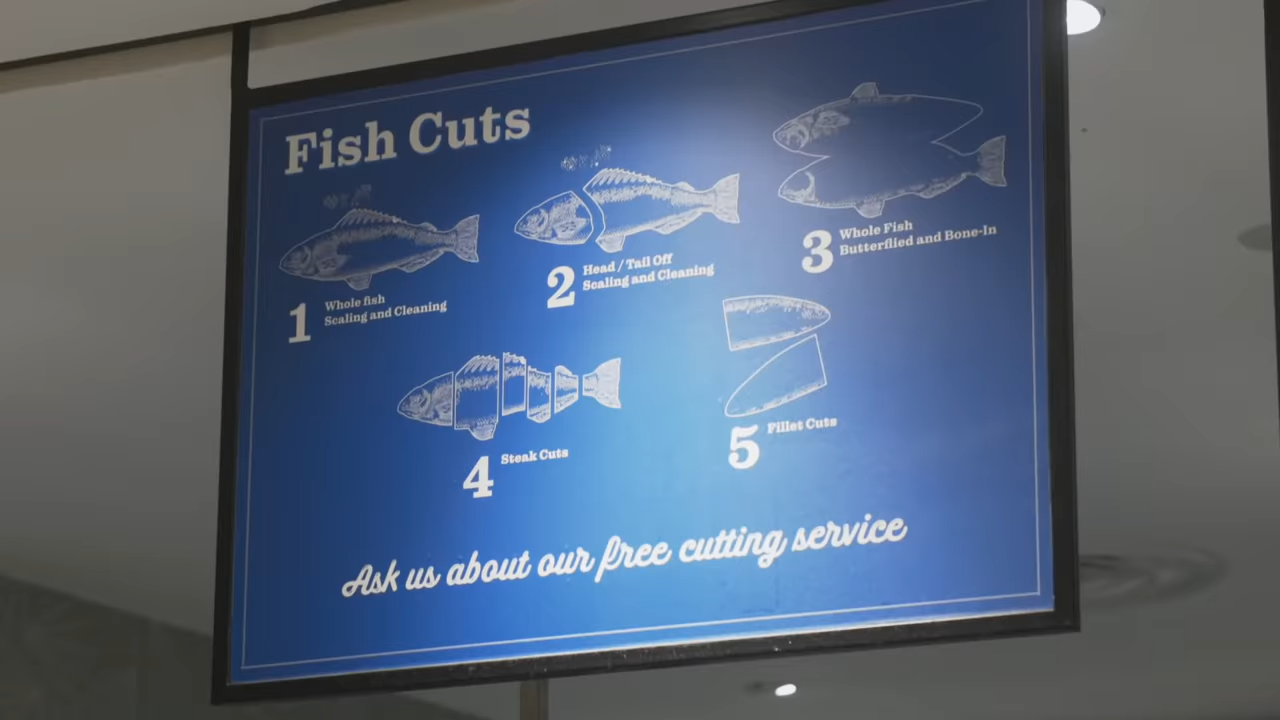 Fish Cuts
1
Whole fish
Scaling and Cleaning
2
Head / Tail Off
Scaling and Cleaning
3
Whole Fish
Butterflied and Bone-In
4
Steak Cuts
5
Fillet Cuts
Ask us about our free cutting service